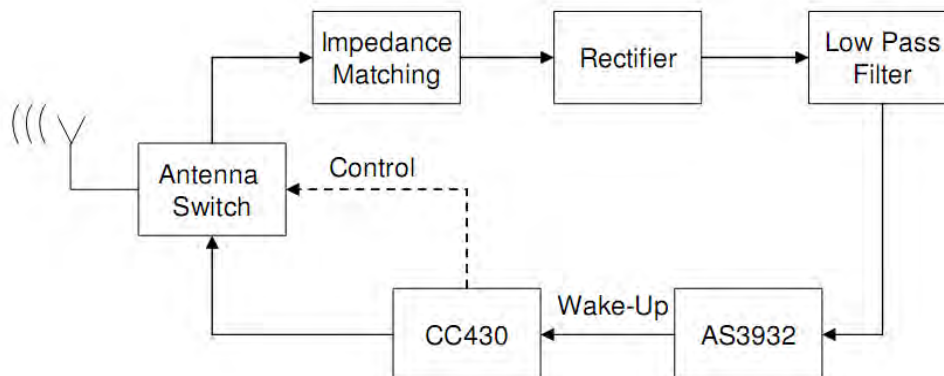 Impedance
Matching
Rectifier
Low Pass
Filter
Antenna
Switch
Control
CC430
Wake-Up
AS3932